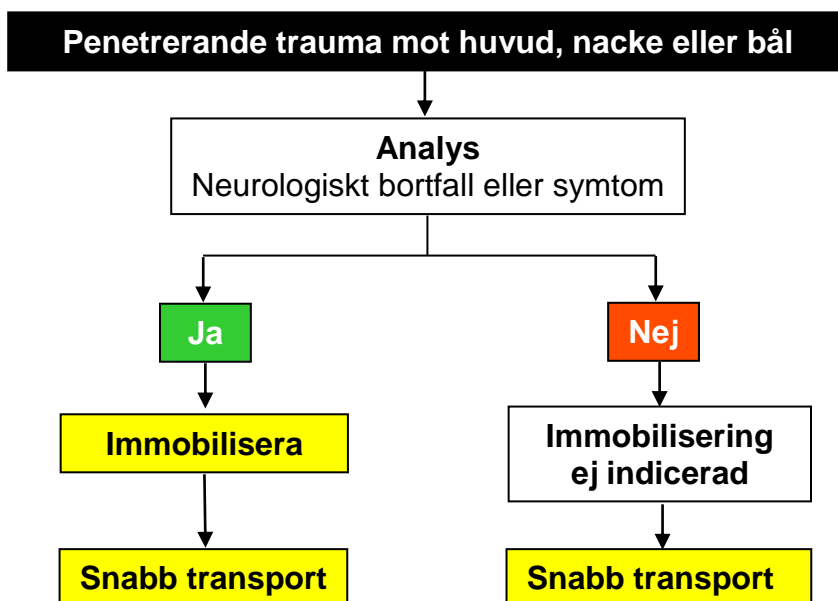 Penetrerande trauma mot huvud, nacke eller bål
Analys
Neurologiskt bortfall eller symtom
Ja
Nej
Immobilisera
Immobilisering
ej indicerad
Snabb transport
Snabb transport